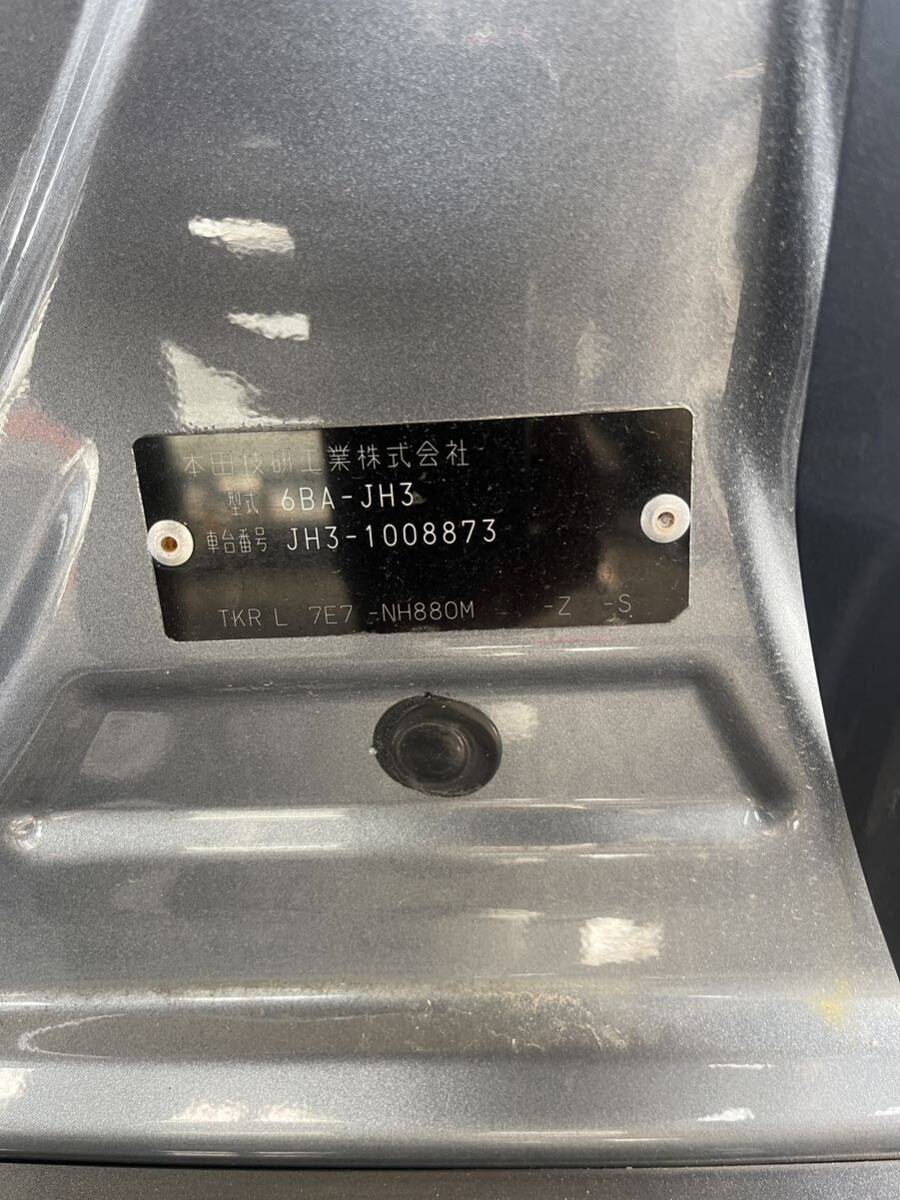 本田技研工業株式会社
型式 6BA-JH3
車台番号 JH3-1008873
TKR L 7E7 -NH880M -Z -S